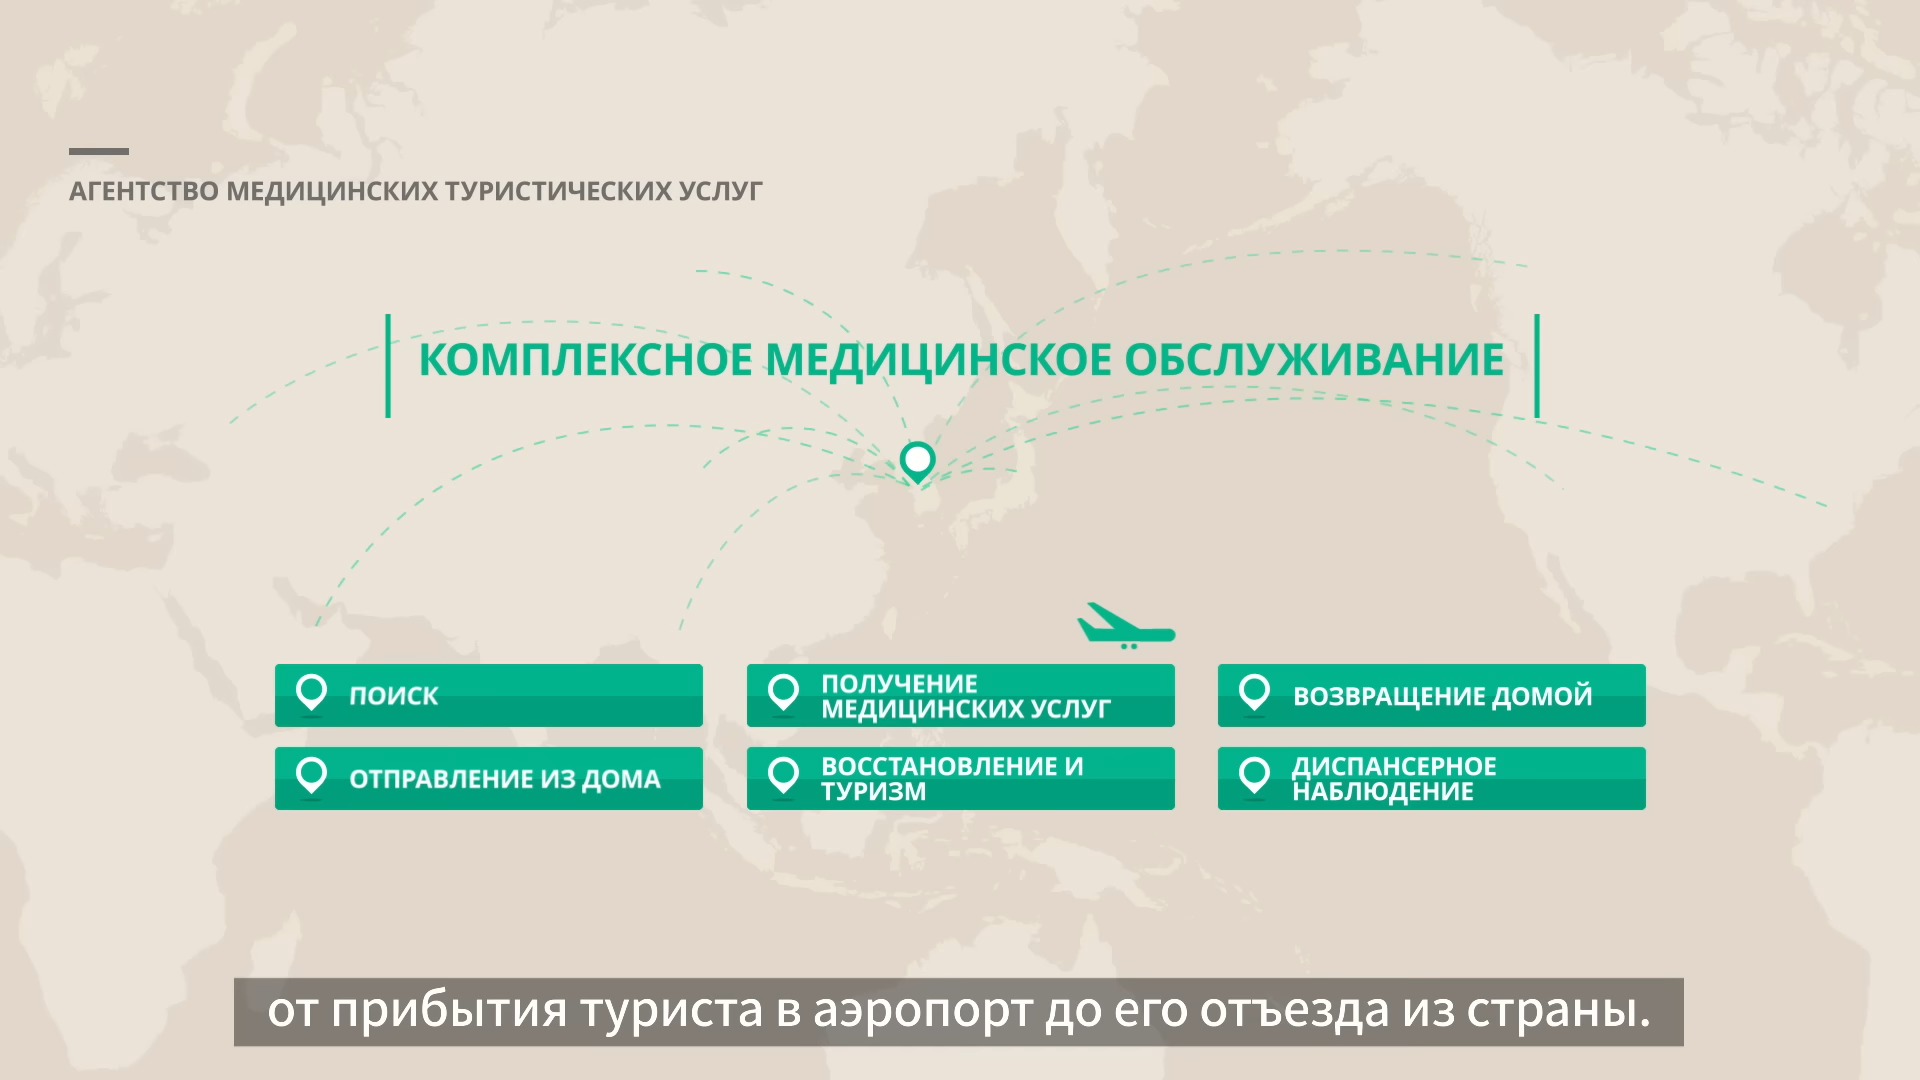 АГЕНТСТВО МЕДИЦИНСКИХ ТУРИСТИЧЕСКИХ УСЛУГ
КОМПЛЕКСНОЕ МЕДИЦИНСКОЕ ОБСЛУЖИВАНИЕ
ПОИСК
ПОЛУЧЕНИЕ
МЕДИЦИНСКИХ УСЛУГ
ВОЗВРАЩЕНИЕ ДОМОЙ
ОТПРАВЛЕНИЕ ИЗ ДОМА
ВОССТАНОВЛЕНИЕ И
ТУРИЗМ
ДИСПАНСЕРНОЕ
НАБЛЮДЕНИЕ
от прибытия туриста в аэропорт до его отъезда из страны.